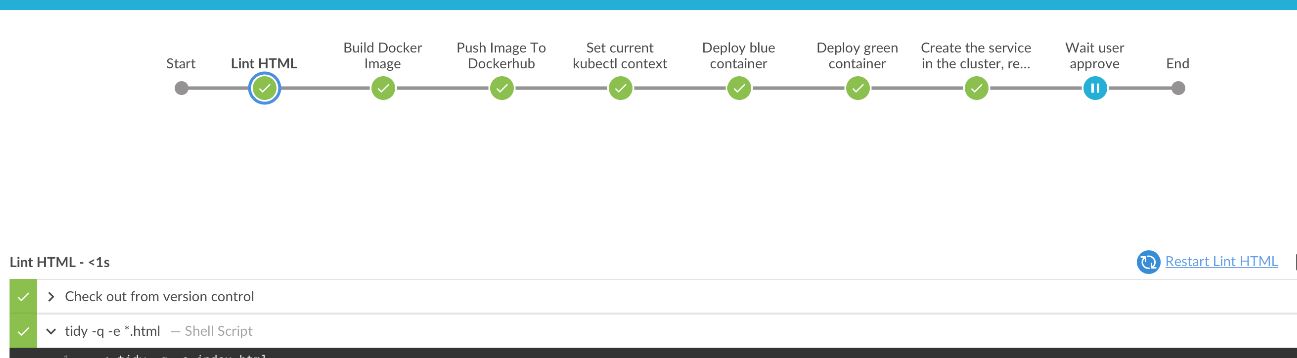 Start
Lint HTML
Build Docker
Image
Push Image To
Dockerhub
Set current
kubectl context
Deploy blue
container
Deploy green
container
Create the service
in the cluster, re...
Wait user
approve
End
Lint HTML - <1s
Restart Lint HTML
Check out from version control
tidy -q -e *.html — Shell Script